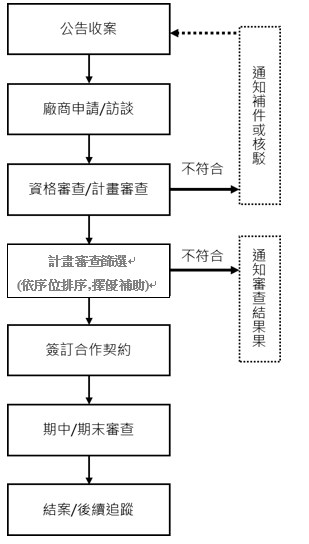 公告收案
廠商申請/訪談
資格審查/計畫審查
不符合
通知補件或核駁
計畫審查篩選↵
(依序位排序,擇優補助)↵
不符合
通知審查結果果
簽訂合作契約
期中/期末審查
結案/後續追蹤